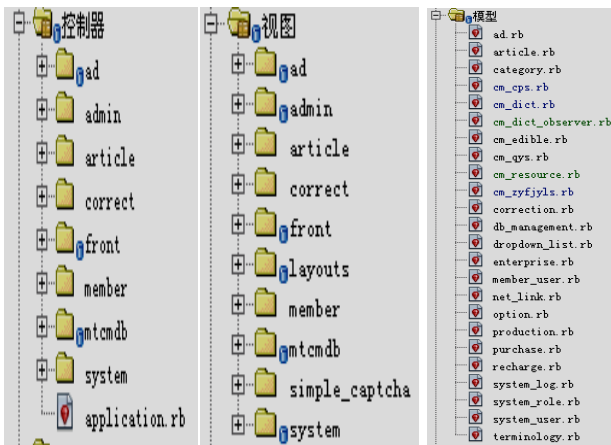 控制器
ad
admin
article
correct
front
member
mtcmdb
system
application.rb
视图
ad
admin
article
correct
front
layouts
member
mtcmdb
simple_captcha
system
模型
ad.rb
article.rb
category.rb
cm_cps.rb
cm_dict.rb
cm_dict_observer.rb
cm_edible.rb
cm_qys.rb
cm_resource.rb
cm_zyfjyls.rb
correction.rb
db_management.rb
dropdown_list.rb
enterprise.rb
member_user.rb
net_link.rb
option.rb
production.rb
purchase.rb
recharge.rb
system_log.rb
system_role.rb
system_user.rb
terminology.rb